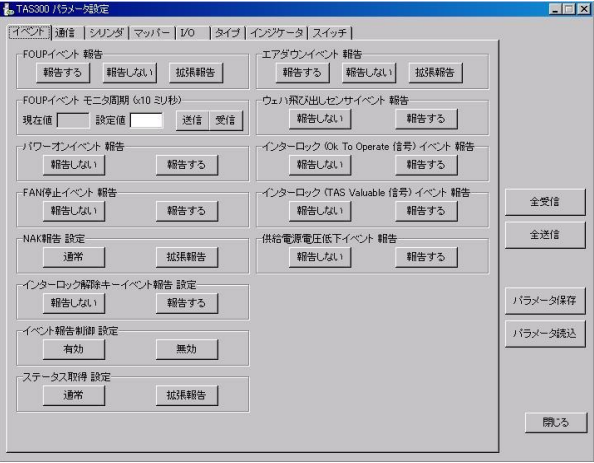 TAS300 パラメータ設定
イベント 通信 シリンダ マッパー I/O タイプ インジケータ スイッチ
FOUPイベント 報告
報告する 報告しない 拡張報告
FOUPイベント モニタ周期 (x10 ミリ秒)
現在値 設定値 送信 受信
パワーオンイベント 報告
報告しない 報告する
FAN停止イベント 報告
報告しない 報告する
NAK報告 設定
通常 拡張報告
インターロック解除キーイベント報告 設定
報告しない 報告する
イベント報告制御 設定
有効 無効
ステータス取得 設定
通常 拡張報告
エアダウンイベント 報告
報告する 報告しない 拡張報告
ウェハ飛び出しセンサイベント 報告
報告しない 報告する
インターロック (Ok To Operate 信号) イベント 報告
報告しない 報告する
インターロック (TAS Valuable 信号) イベント 報告
報告しない 報告する
供給電源電圧低下イベント 報告
報告しない 報告する
全受信
全送信
パラメータ保存
パラメータ読込
閉じる